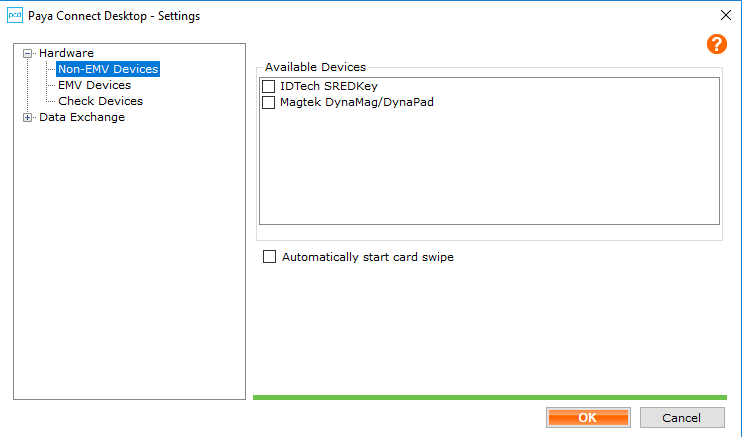 pcd Paya Connect Desktop - Settings
?
Hardware
Non-EMV Devices
EMV Devices
Check Devices
Data Exchange
Available Devices
IDTech SREDKey
Magtek DynaMag/DynaPad
Automatically start card swipe
OK
Cancel